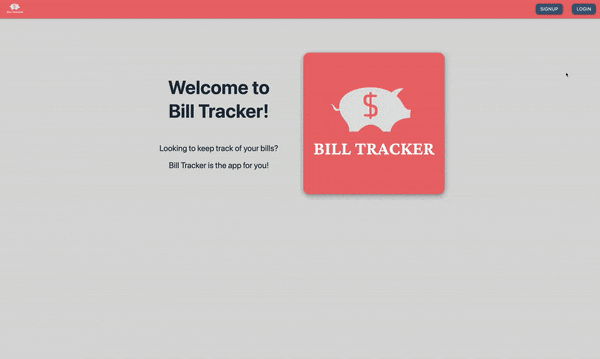 SIGNUP
LOGIN
Welcome to
Bill Tracker!
Looking to keep track of your bills?
Bill Tracker is the app for you!
$
BILL TRACKER